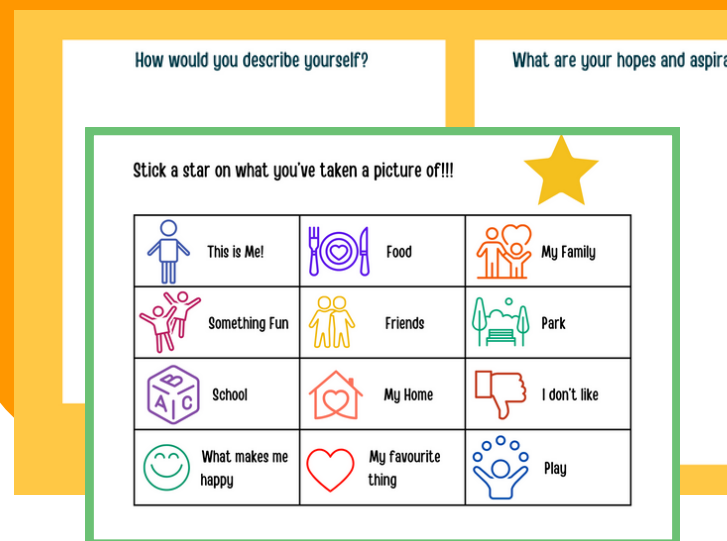 How would you describe yourself?
What are your hopes and
Stick a star on what you've taken a picture of!!!
This is Me!
Food
My Family
Something Fun
Friends
Park
B
A C
School
My Home
I don't like
What makes me
happy
My favourite
thing
Play